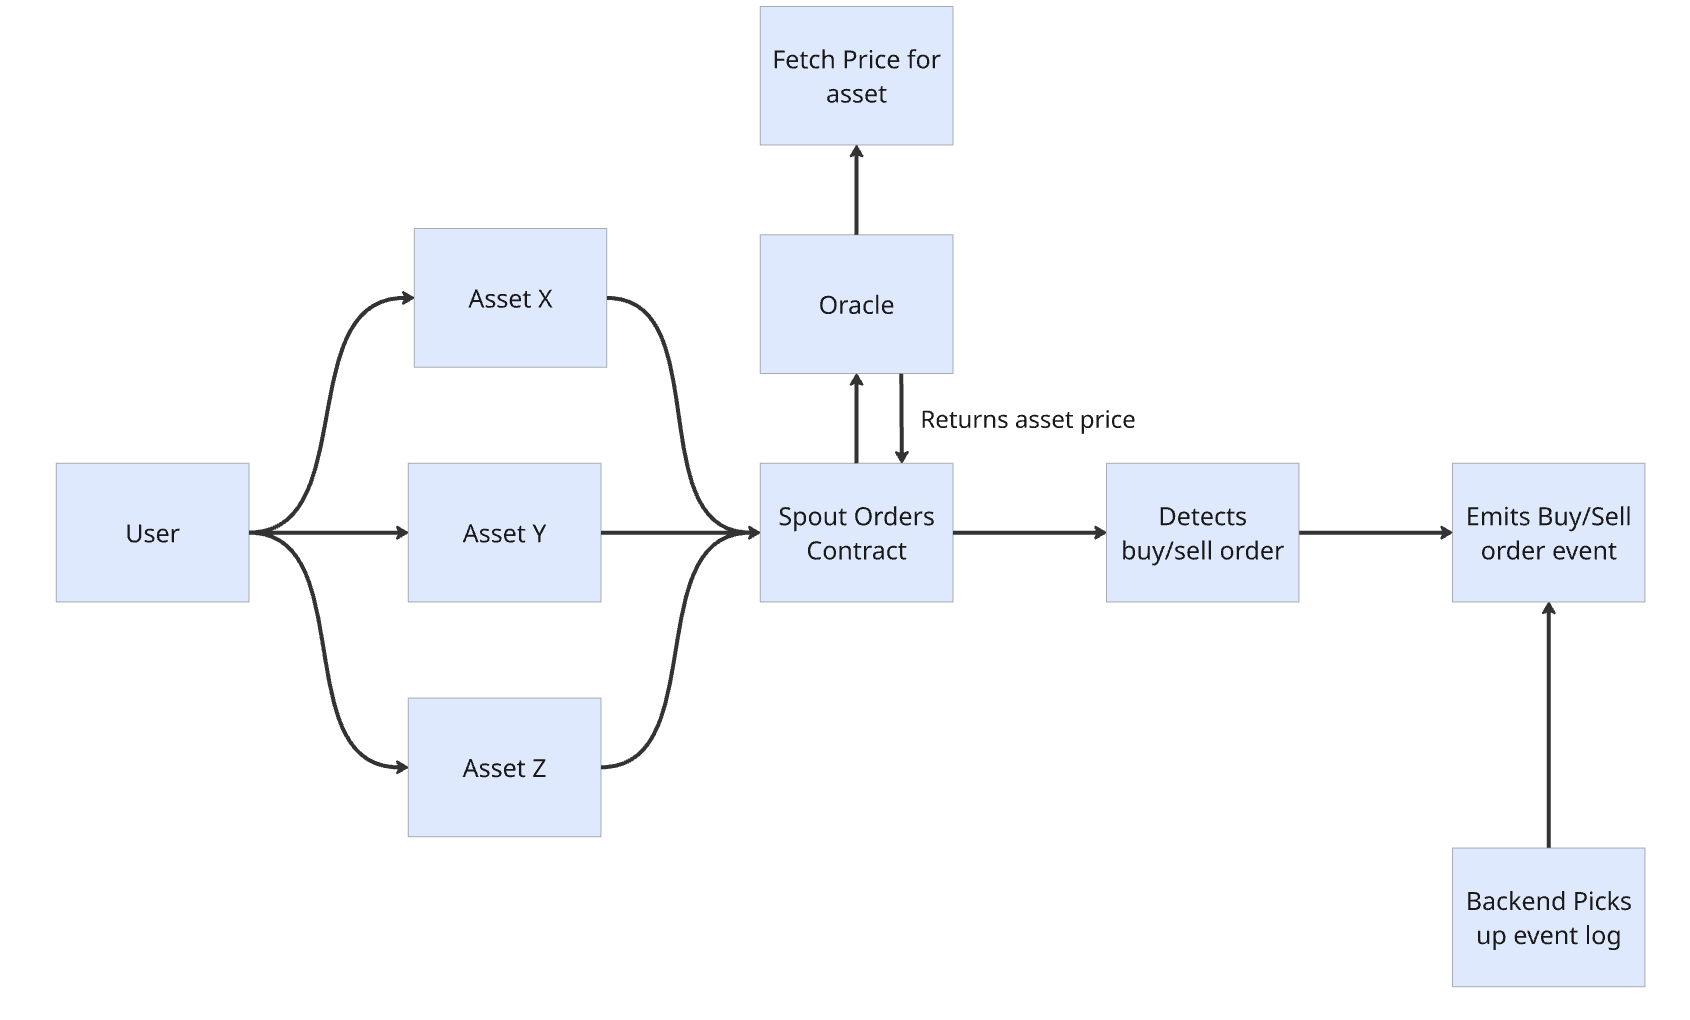 Fetch Price for
asset
Asset X
Oracle
Returns asset price
User
Asset Y
Spout Orders
Contract
Detects
buy/sell order
Emits Buy/Sell
order event
Asset Z
Backend Picks
up event log